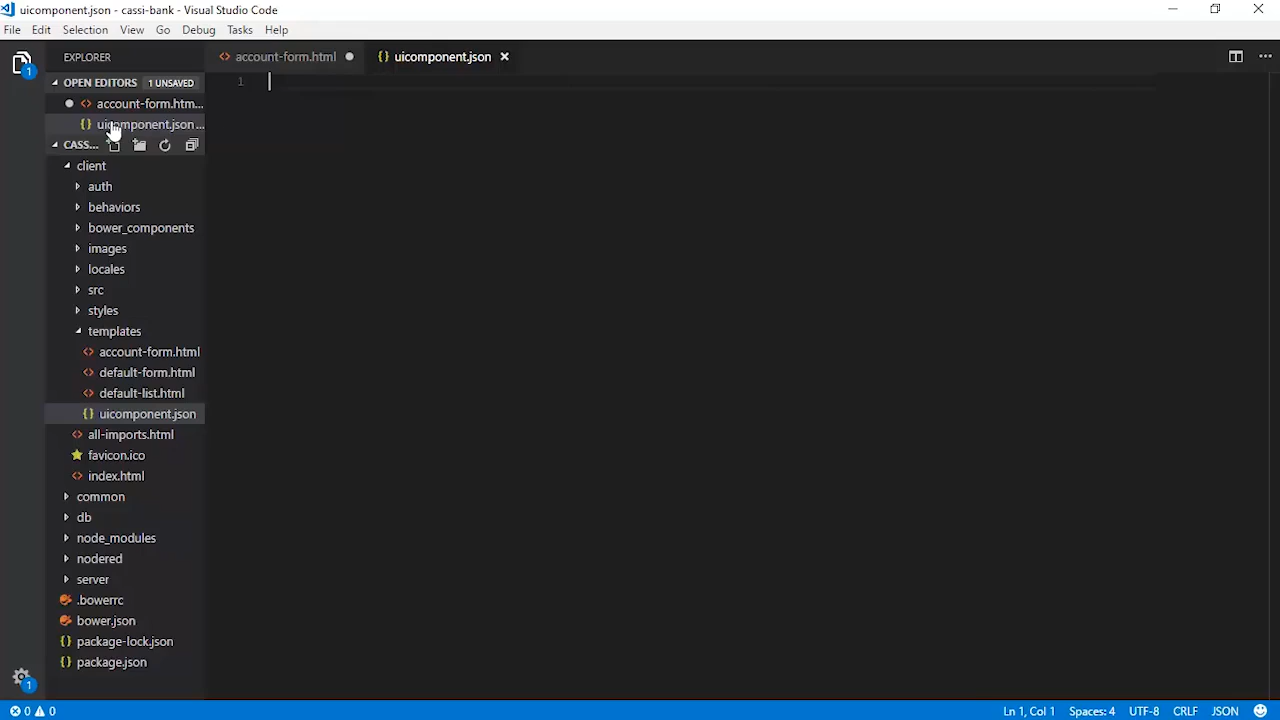 uicomponent.json - cassi-bank - Visual Studio Code
File Edit Selection View Go Debug Tasks Help
EXPLORER
account-form.html
{} uicomponent.json
OPEN EDITORS 1 UNSAVED
1
<> account-form.htm...
{} uicomponent.json ...
CASS...
client
auth
behaviors
bower_components
images
locales
src
styles
templates
<> account-form.html
<> default-form.html
<> default-list.html
{} uicomponent.json
<> all-imports.html
favicon.ico
<> index.html
common
db
node_modules
nodered
server
.bowerrc
bower.json
{} package-lock.json
{} package.json
1
1
0 0
Ln 1, Col 1 Spaces: 4 UTF-8 CRLF JSON